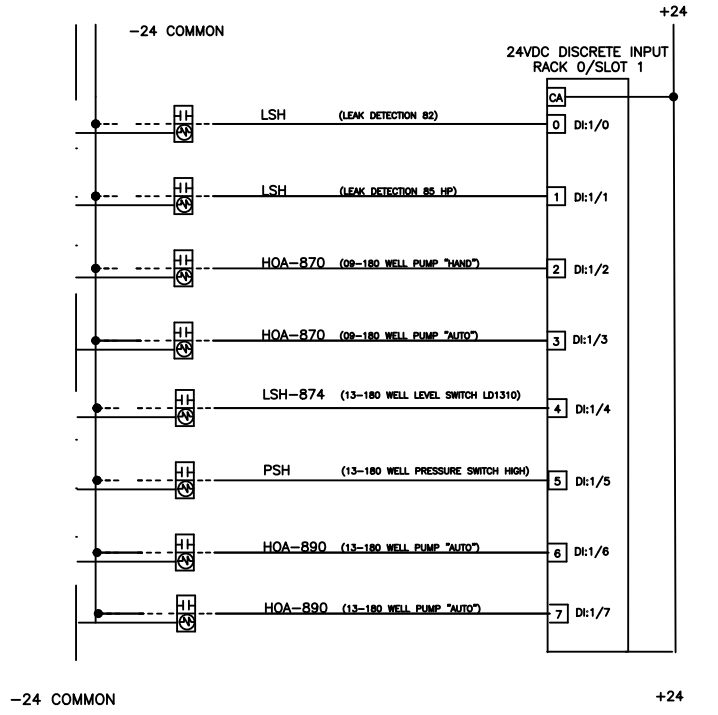 +24
-24 COMMON
24VDC DISCRETE INPUT
RACK 0/SLOT 1
CA
LSH (LEAK DETECTION 82) 0 DI:1/0
LSH (LEAK DETECTION 85 HP) 1 DI:1/1
HOA-870 (09-180 WELL PUMP "HAND") 2 DI:1/2
HOA-870 (09-180 WELL PUMP "AUTO") 3 DI:1/3
LSH-874 (13-180 WELL LEVEL SWITCH LD1310) 4 DI:1/4
PSH (13-180 WELL PRESSURE SWITCH HIGH) 5 DI:1/5
HOA-890 (13-180 WELL PUMP "AUTO") 6 DI:1/6
HOA-890 (13-180 WELL PUMP "AUTO") 7 DI:1/7
-24 COMMON
+24